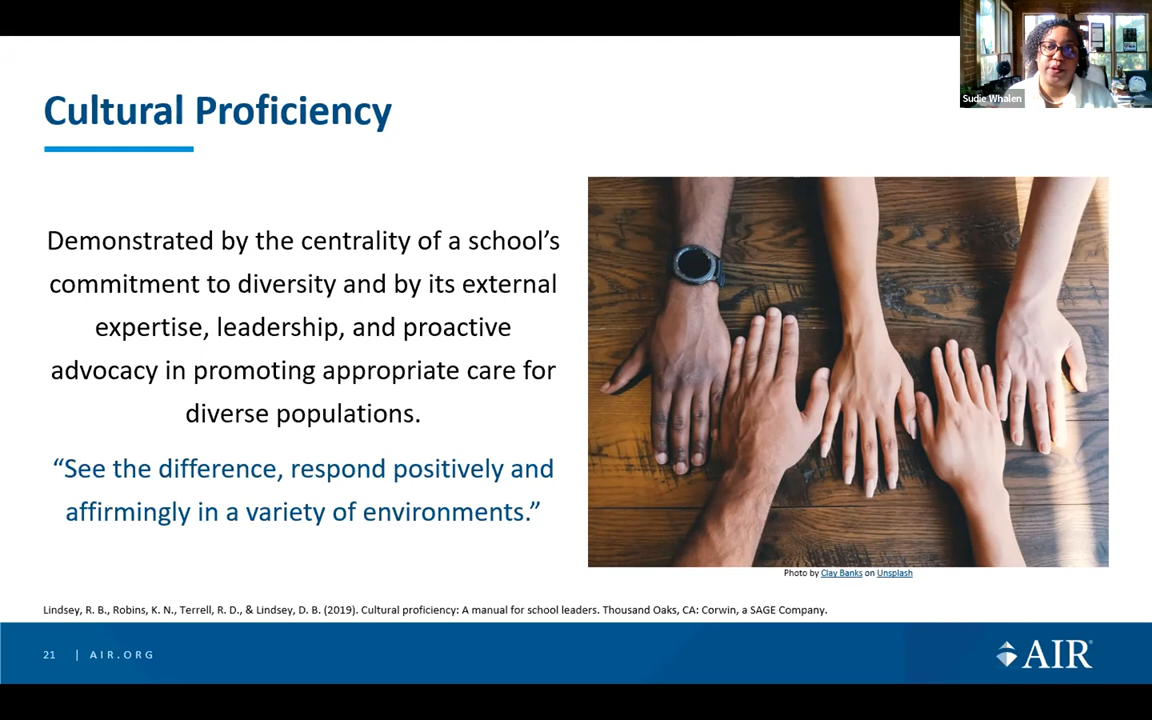 Sudie Whalen
Cultural Proficiency
Demonstrated by the centrality of a school’s
commitment to diversity and by its external
expertise, leadership, and proactive
advocacy in promoting appropriate care for
diverse populations.
“See the difference, respond positively and
affirmingly in a variety of environments.”
Photo by Clay Banks on Unsplash
Lindsey, R. B., Robins, K. N., Terrell, R. D., & Lindsey, D. B. (2019). Cultural proficiency: A manual for school leaders. Thousand Oaks, CA: Corwin, a SAGE Company.
21 | AIR.ORG
AIR®